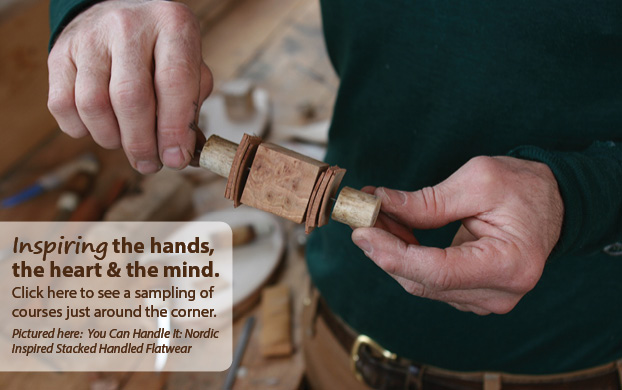 Inspiring the hands,
the heart & the mind.
Click here to see a sampling of
courses just around the corner.
Pictured here: You Can Handle It: Nordic
Inspired Stacked Handled Flatwear